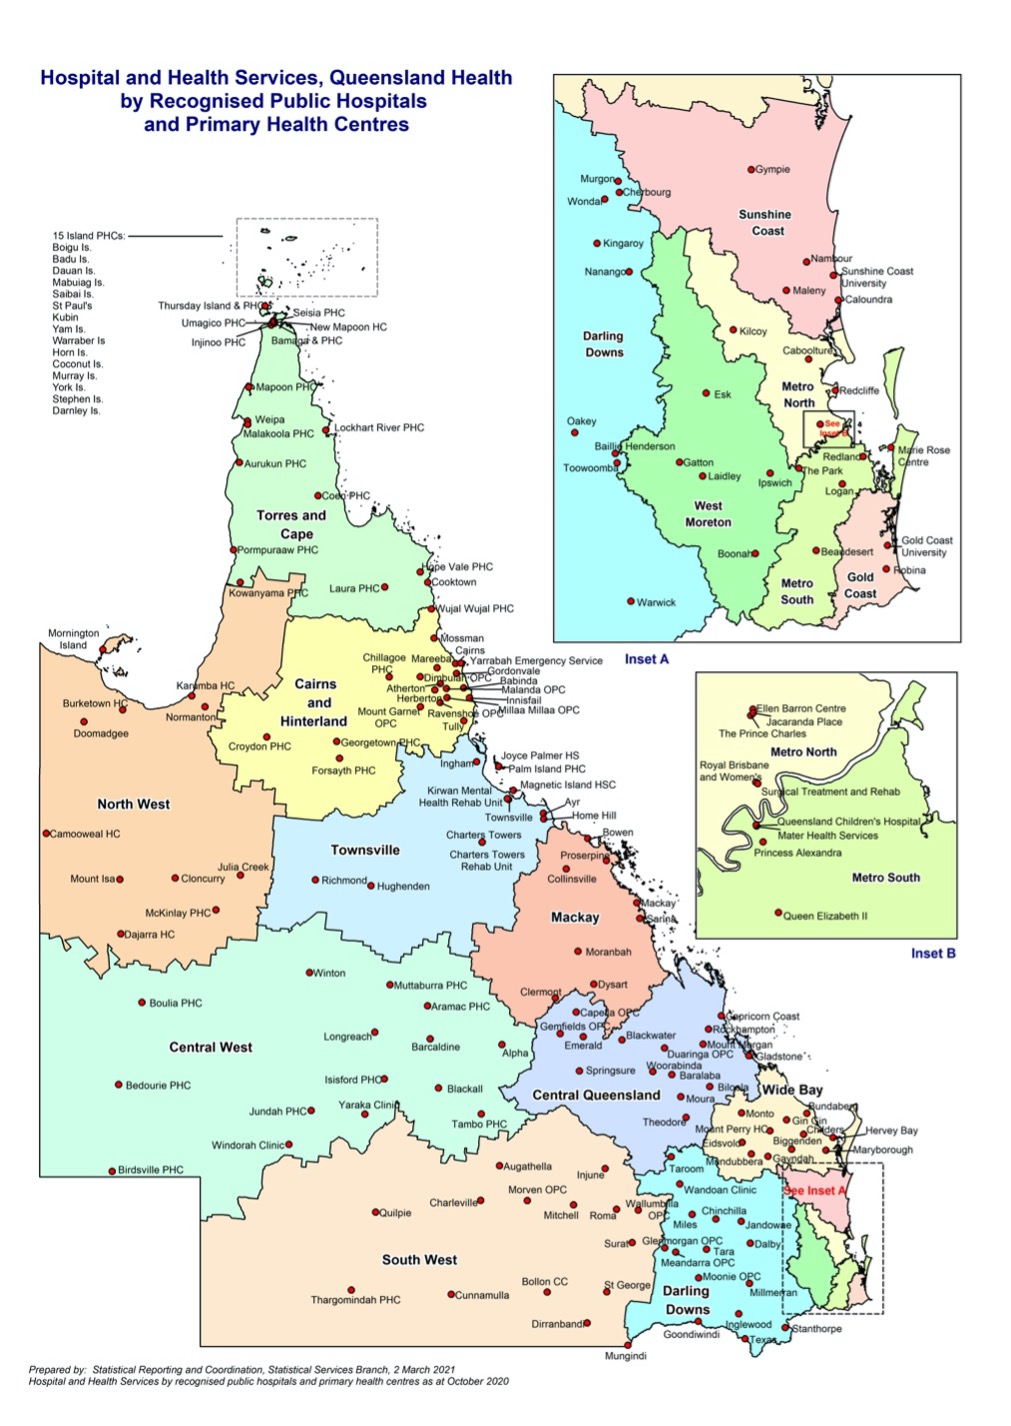 Hospital and Health Services, Queensland Health
by Recognised Public Hospitals
and Primary Health Centres
15 Island PHCs:
Boigu Is.
Badu Is.
Dauan Is.
Mabuiag Is.
Saibai Is.
St Paul's
Kubin
Yam Is.
Warraber Is
Horn Is.
Coconut Is.
Murray Is.
York Is.
Stephen Is.
Darnley Is.
Thursday Island & PHC
Seisia PHC
Umagico PHC
New Mapoon HC
Injinoo PHC
Bamaga & PHC
Mapoon PHC
Weipa
Malakoola PHC
Lockhart River PHC
Aurukun PHC
Coen PHC
Torres and
Cape
Pormpuraaw PHC
Hope Vale PHC
Cooktown
Kowanyama PHC
Laura PHC
Wujal Wujal PHC
Mornington
Island
Mossman
Cairns
Chillagoe
PHC
Mareeba
Yarrabah Emergency Service
Gordonvale
Dimbulah OPC
Babinda
Atherton
Malanda OPC
Herberton
Innisfail
Mount Garnet
OPC
Ravenshoe OPC
Millaa Millaa OPC
Tully
Cairns
and
Hinterland
Karumba HC
Burketown HC
Normanton
Doomadgee
Croydon PHC
Georgetown PHC
Forsayth PHC
Ingham
Joyce Palmer HS
Palm Island PHC
Magnetic Island HSC
Kirwan Mental
Health Rehab Unit
Townsville
Ayr
Home Hill
North West
Camooweal HC
Charters Towers
Charters Towers
Rehab Unit
Bowen
Townsville
Proserpine
Collinsville
Julia Creek
Mount Isa
Cloncurry
Richmond
Hughenden
McKinlay PHC
Mackay
Sarina
Mackay
Dajarra HC
Moranbah
Winton
Muttaburra PHC
Clermont
Dysart
Boulia PHC
Aramac PHC
Capella OPC
Capricorn Coast
Gemfields OPC
Rockhampton
Longreach
Barcaldine
Emerald
Blackwater
Mount Morgan
Central West
Alpha
Duaringa OPC
Gladstone
Woorabinda
Springsure
Baralaba
Isisford PHC
Bedourie PHC
Blackall
Biloela
Wide Bay
Central Queensland
Moura
Yaraka Clinic
Jundah PHC
Tambo PHC
Theodore
Monto
Bundaberg
Gin Gin
Mount Perry HC
Childers
Hervey Bay
Windorah Clinic
Eidsvold
Biggenden
Maryborough
Mundubbera
Gayndah
Birdsville PHC
Augathella
Injune
Taroom
See Inset A
Charleville
Morven OPC
Wandoan Clinic
Quilpie
Mitchell
Roma
Wallumbilla
OPC
Miles
Chinchilla
Jandowae
Surat
Glenmorgan OPC
Dalby
Tara
South West
Meandarra OPC
Moonie OPC
Bollon CC
St George
Millmerran
Thargomindah PHC
Cunnamulla
Darling
Downs
Dirranbandi
Inglewood
Goondiwindi
Stanthorpe
Texas
Mungindi
Murgon
Cherbourg
Wondai
Gympie
Sunshine
Coast
Kingaroy
Nanango
Nambour
Sunshine Coast
University
Maleny
Caloundra
Darling
Downs
Kilcoy
Caboolture
Metro
North
Redcliffe
Esk
See
Inset B
Oakey
Baillie Henderson
Toowoomba
Gatton
Laidley
Ipswich
The Park
Redland
Marie Rose
Centre
Logan
West
Moreton
Boonah
Beaudesert
Gold Coast
University
Robina
Metro
South
Gold
Coast
Warwick
Inset A
Ellen Barron Centre
Jacaranda Place
The Prince Charles
Metro North
Royal Brisbane
and Women's
Surgical Treatment and Rehab
Queensland Children's Hospital
Mater Health Services
Princess Alexandra
Metro South
Queen Elizabeth II
Inset B
Prepared by: Statistical Reporting and Coordination, Statistical Services Branch, 2 March 2021
Hospital and Health Services by recognised public hospitals and primary health centres as at October 2020